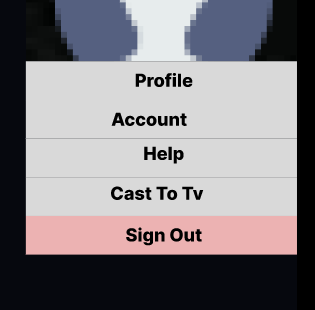 Profile
Account
Help
Cast To Tv
Sign Out